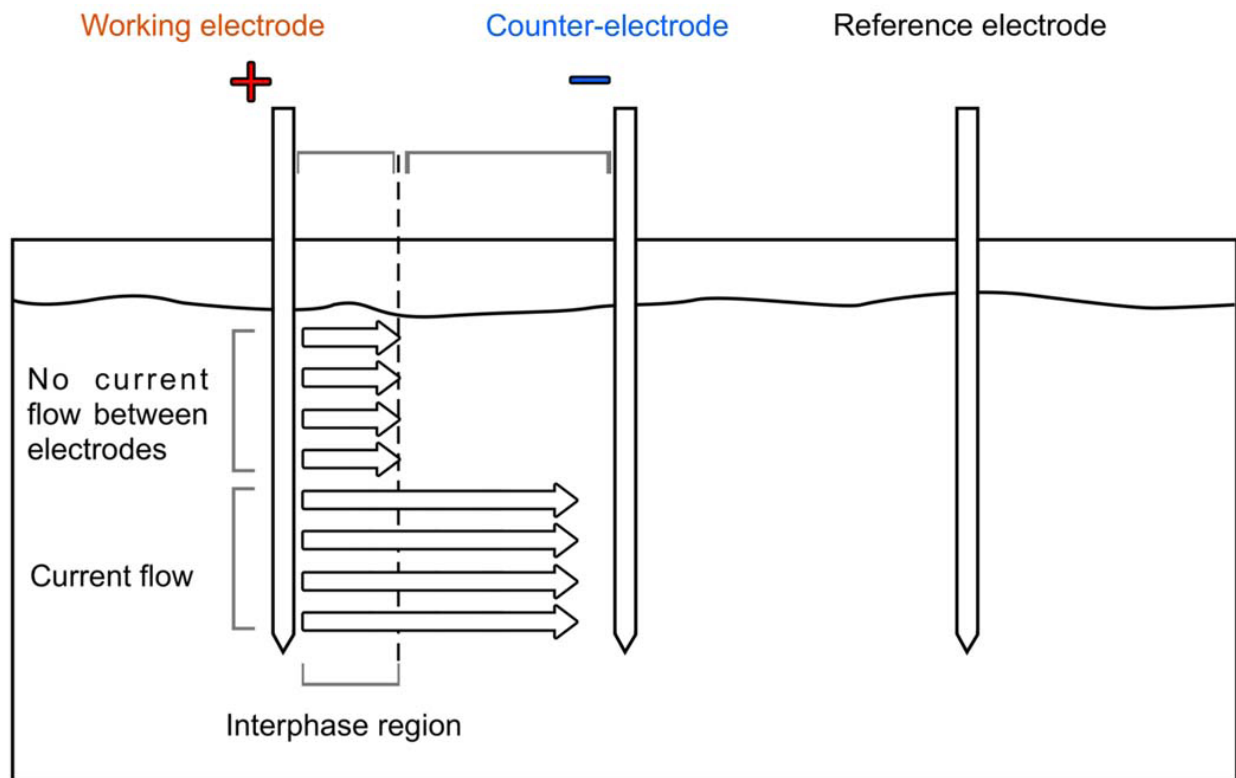 Working electrode
Counter-electrode
Reference electrode
+
−
No current
flow between
electrodes
Current flow
Interphase region